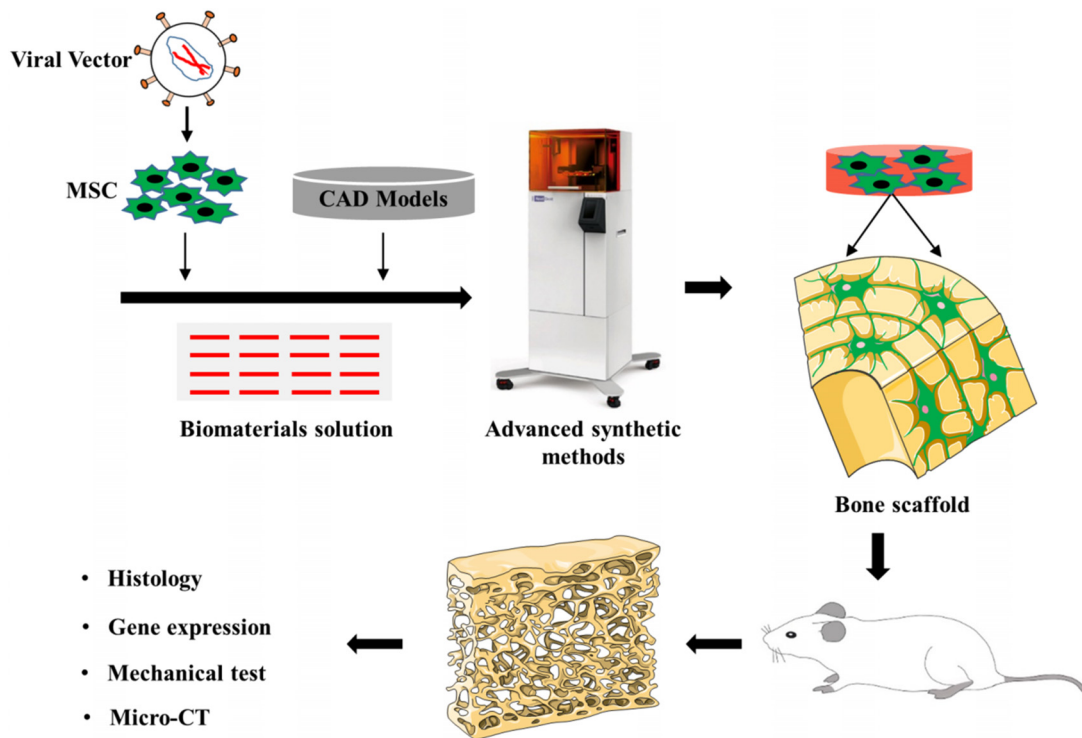 Viral Vector
MSC
CAD Models
Biomaterials solution
Advanced synthetic
methods
Bone scaffold
• Histology
• Gene expression
• Mechanical test
• Micro-CT